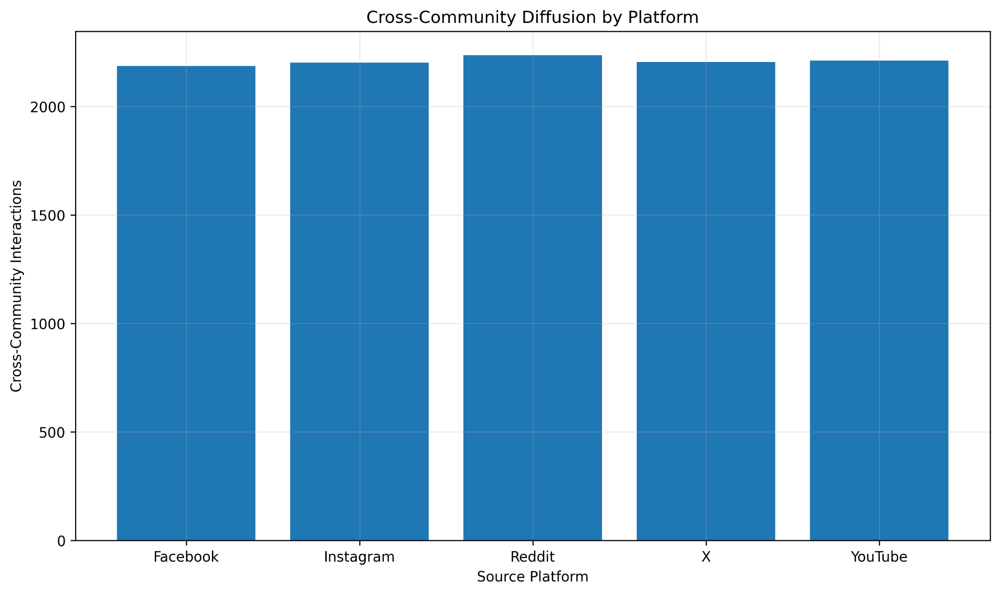 Cross-Community Diffusion by Platform
Cross-Community Interactions
2000
1500
1000
500
0
Facebook Instagram Reddit X YouTube
Source Platform